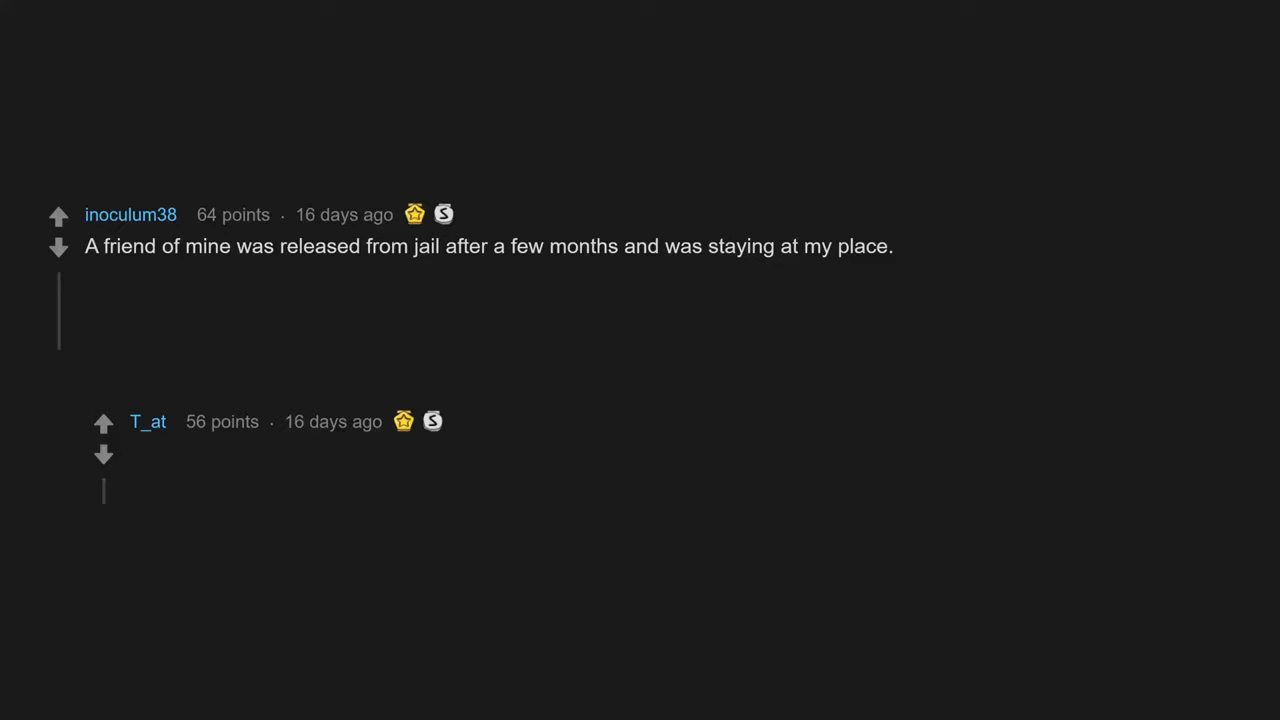 inoculum38 64 points . 16 days ago S
A friend of mine was released from jail after a few months and was staying at my place.
T_at 56 points . 16 days ago S